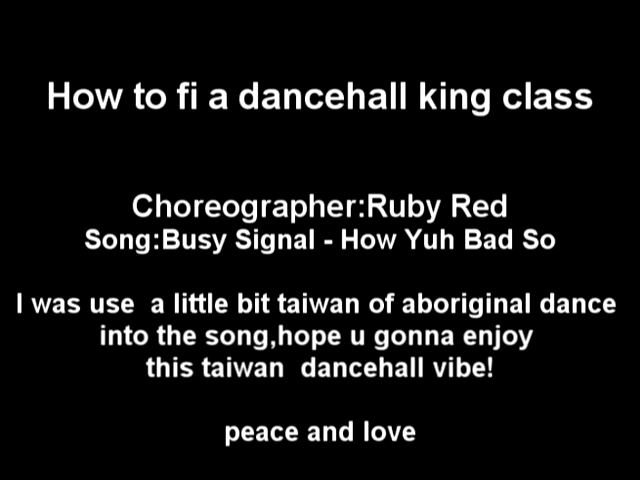 How to fi a dancehall king class
Choreographer:Ruby Red
Song:Busy Signal - How Yuh Bad So
I was use  a little bit taiwan of aboriginal dance
into the song,hope u gonna enjoy
this taiwan  dancehall vibe!
peace and love